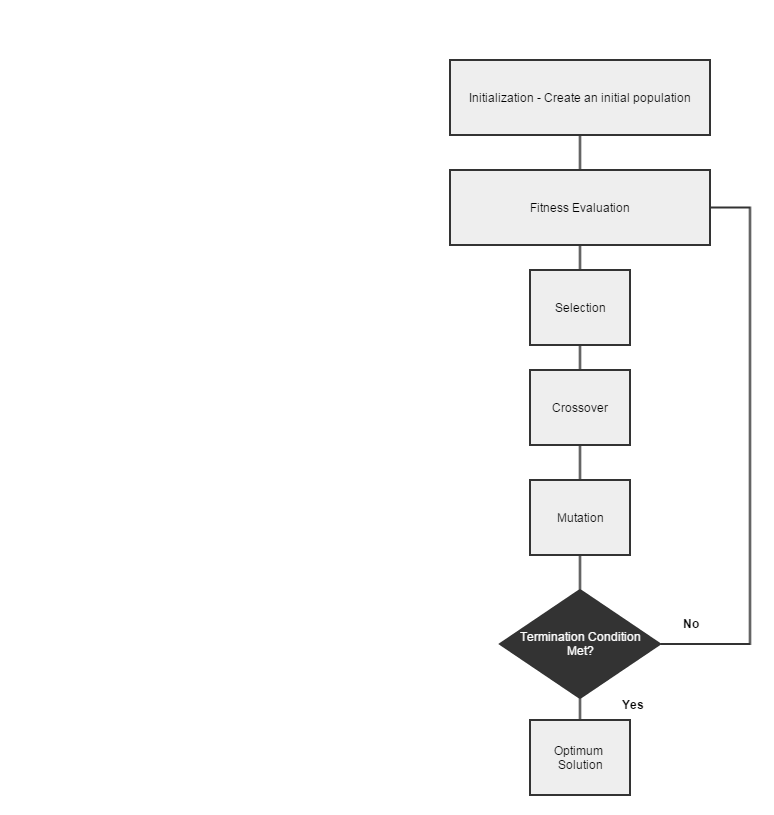 Initialization - Create an initial population
Fitness Evaluation
Selection
Crossover
Mutation
Termination Condition
Met?
No
Yes
Optimum
Solution